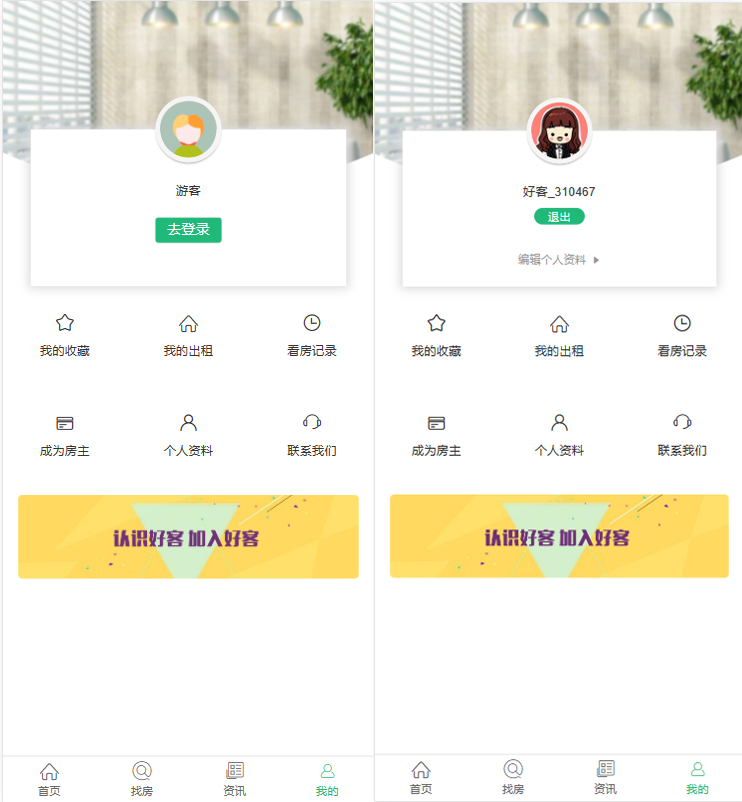 游客
去登录
我的收藏
我的出租
看房记录
成为房主
个人资料
联系我们
认识好客 加入好客
首页
找房
资讯
我的
好客_310467
退出
编辑个人资料
我的收藏
我的出租
看房记录
成为房主
个人资料
联系我们
认识好客 加入好客
首页
找房
资讯
我的